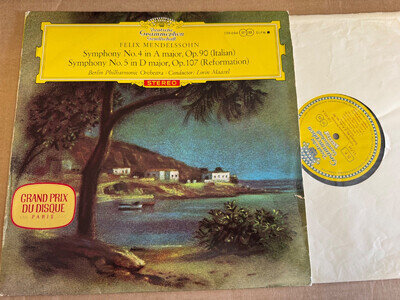 Deutsche
Grammophon
Gesellschaft
FELIX MENDELSSOHN
Symphony No. 4 in A major, Op. 90 (Italian)
Symphony No. 5 in D major, Op. 107 (Reformation)
Berlin Philharmonic Orchestra · Conductor: Lorin Maazel
STEREO
GRAND PRIX
DU DISQUE
PARIS